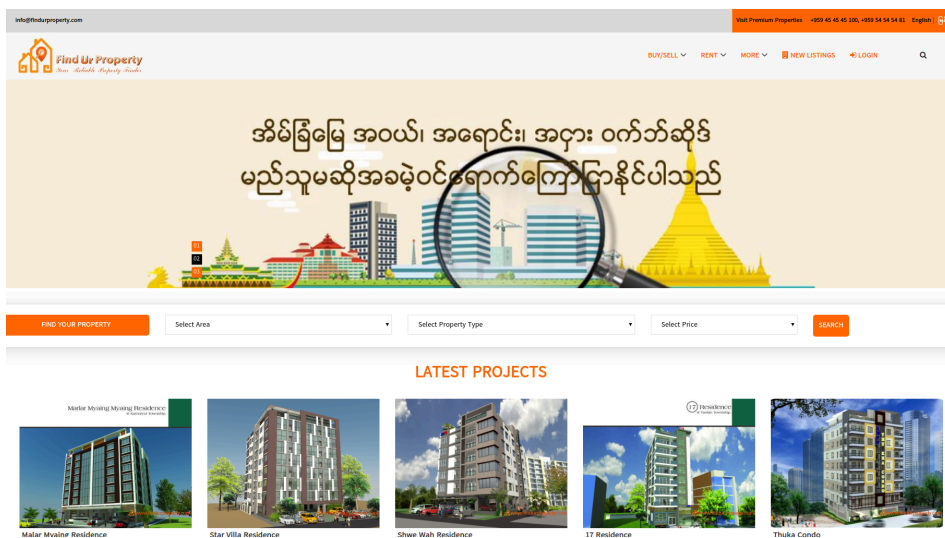 info@findurproperty.com
Visit Premium Properties +959 45 45 45 100, +959 54 54 54 81 English |
Find Ur Property
Your Reliable Property Finder
BUY/SELL RENT MORE NEW LISTINGS LOGIN
အိမ်ခြံမြေ အဝယ်၊ အရောင်း၊ အငှား ဝက်ဘ်ဆိုဒ်
မည်သူမဆိုအခမဲ့ဝင်ရောက်ကြော်ငြာနိုင်ပါသည်
01
02
FIND YOUR PROPERTY Select Area Select Property Type Select Price SEARCH
LATEST PROJECTS
Marlar Myaing Myaing Residence
17 Residence
Malar Myaing Residence Star Villa Residence Shwe Wah Residence 17 Residence Thuka Condo